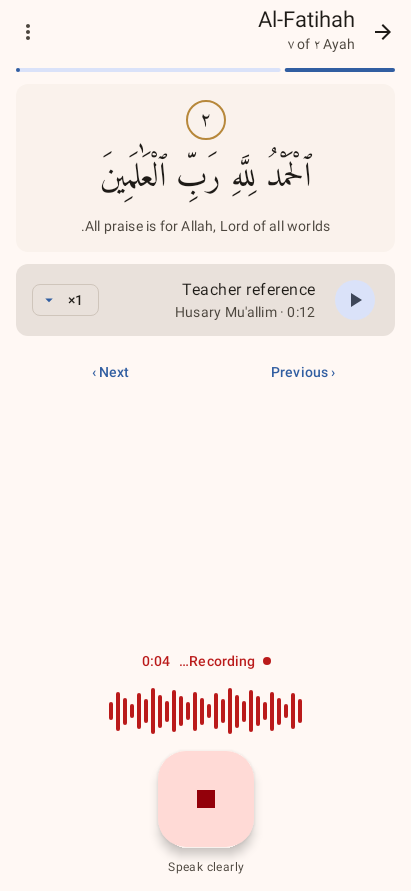 Al-Fatihah
٧ of ٢ Ayah
٢
ٱلْحَمْدُ لِلَّهِ رَبِّ ٱلْعَٰلَمِينَ
.All praise is for Allah, Lord of all worlds
Teacher reference
Husary Mu'allim · 0:12
×1
Previous ›
‹ Next
0:04 …Recording
Speak clearly